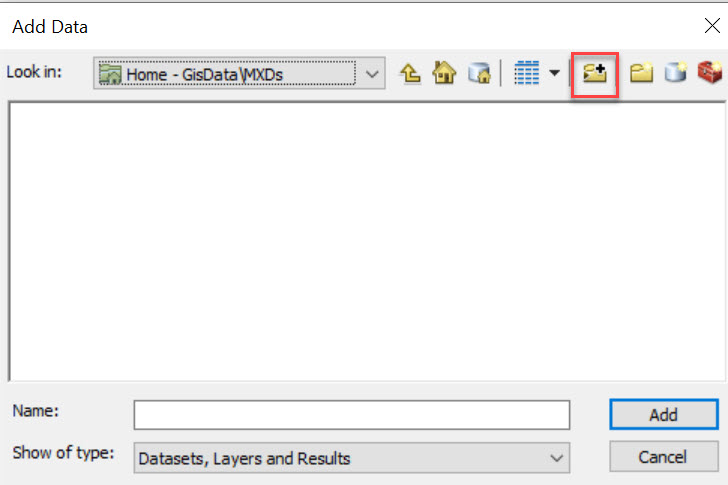 Add Data
Look in:
Home - GisData\MXDs
Name:
Add
Show of type:
Datasets, Layers and Results
Cancel